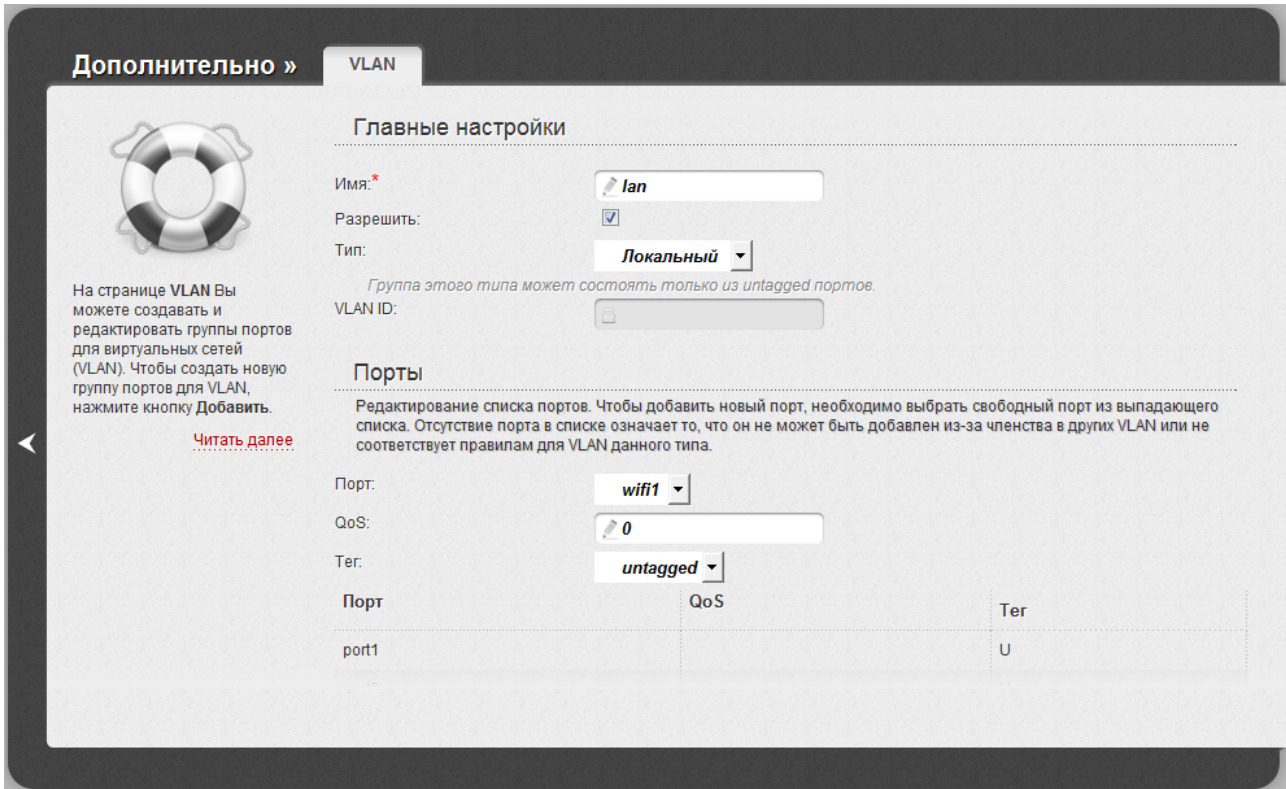 Дополнительно »
VLAN
На странице VLAN Вы
можете создавать и
редактировать группы портов
для виртуальных сетей
(VLAN). Чтобы создать новую
группу портов для VLAN,
нажмите кнопку Добавить.
Читать далее
Главные настройки
Имя:*
lan
Разрешить:
Тип:
Локальный
Группа этого типа может состоять только из untagged портов.
VLAN ID:
Порты
Редактирование списка портов. Чтобы добавить новый порт, необходимо выбрать свободный порт из выпадающего
списка. Отсутствие порта в списке означает то, что он не может быть добавлен из-за членства в других VLAN или не
соответствует правилам для VLAN данного типа.
Порт:
wifi1
QoS:
0
Тег:
untagged
Порт QoS Тег
port1 U